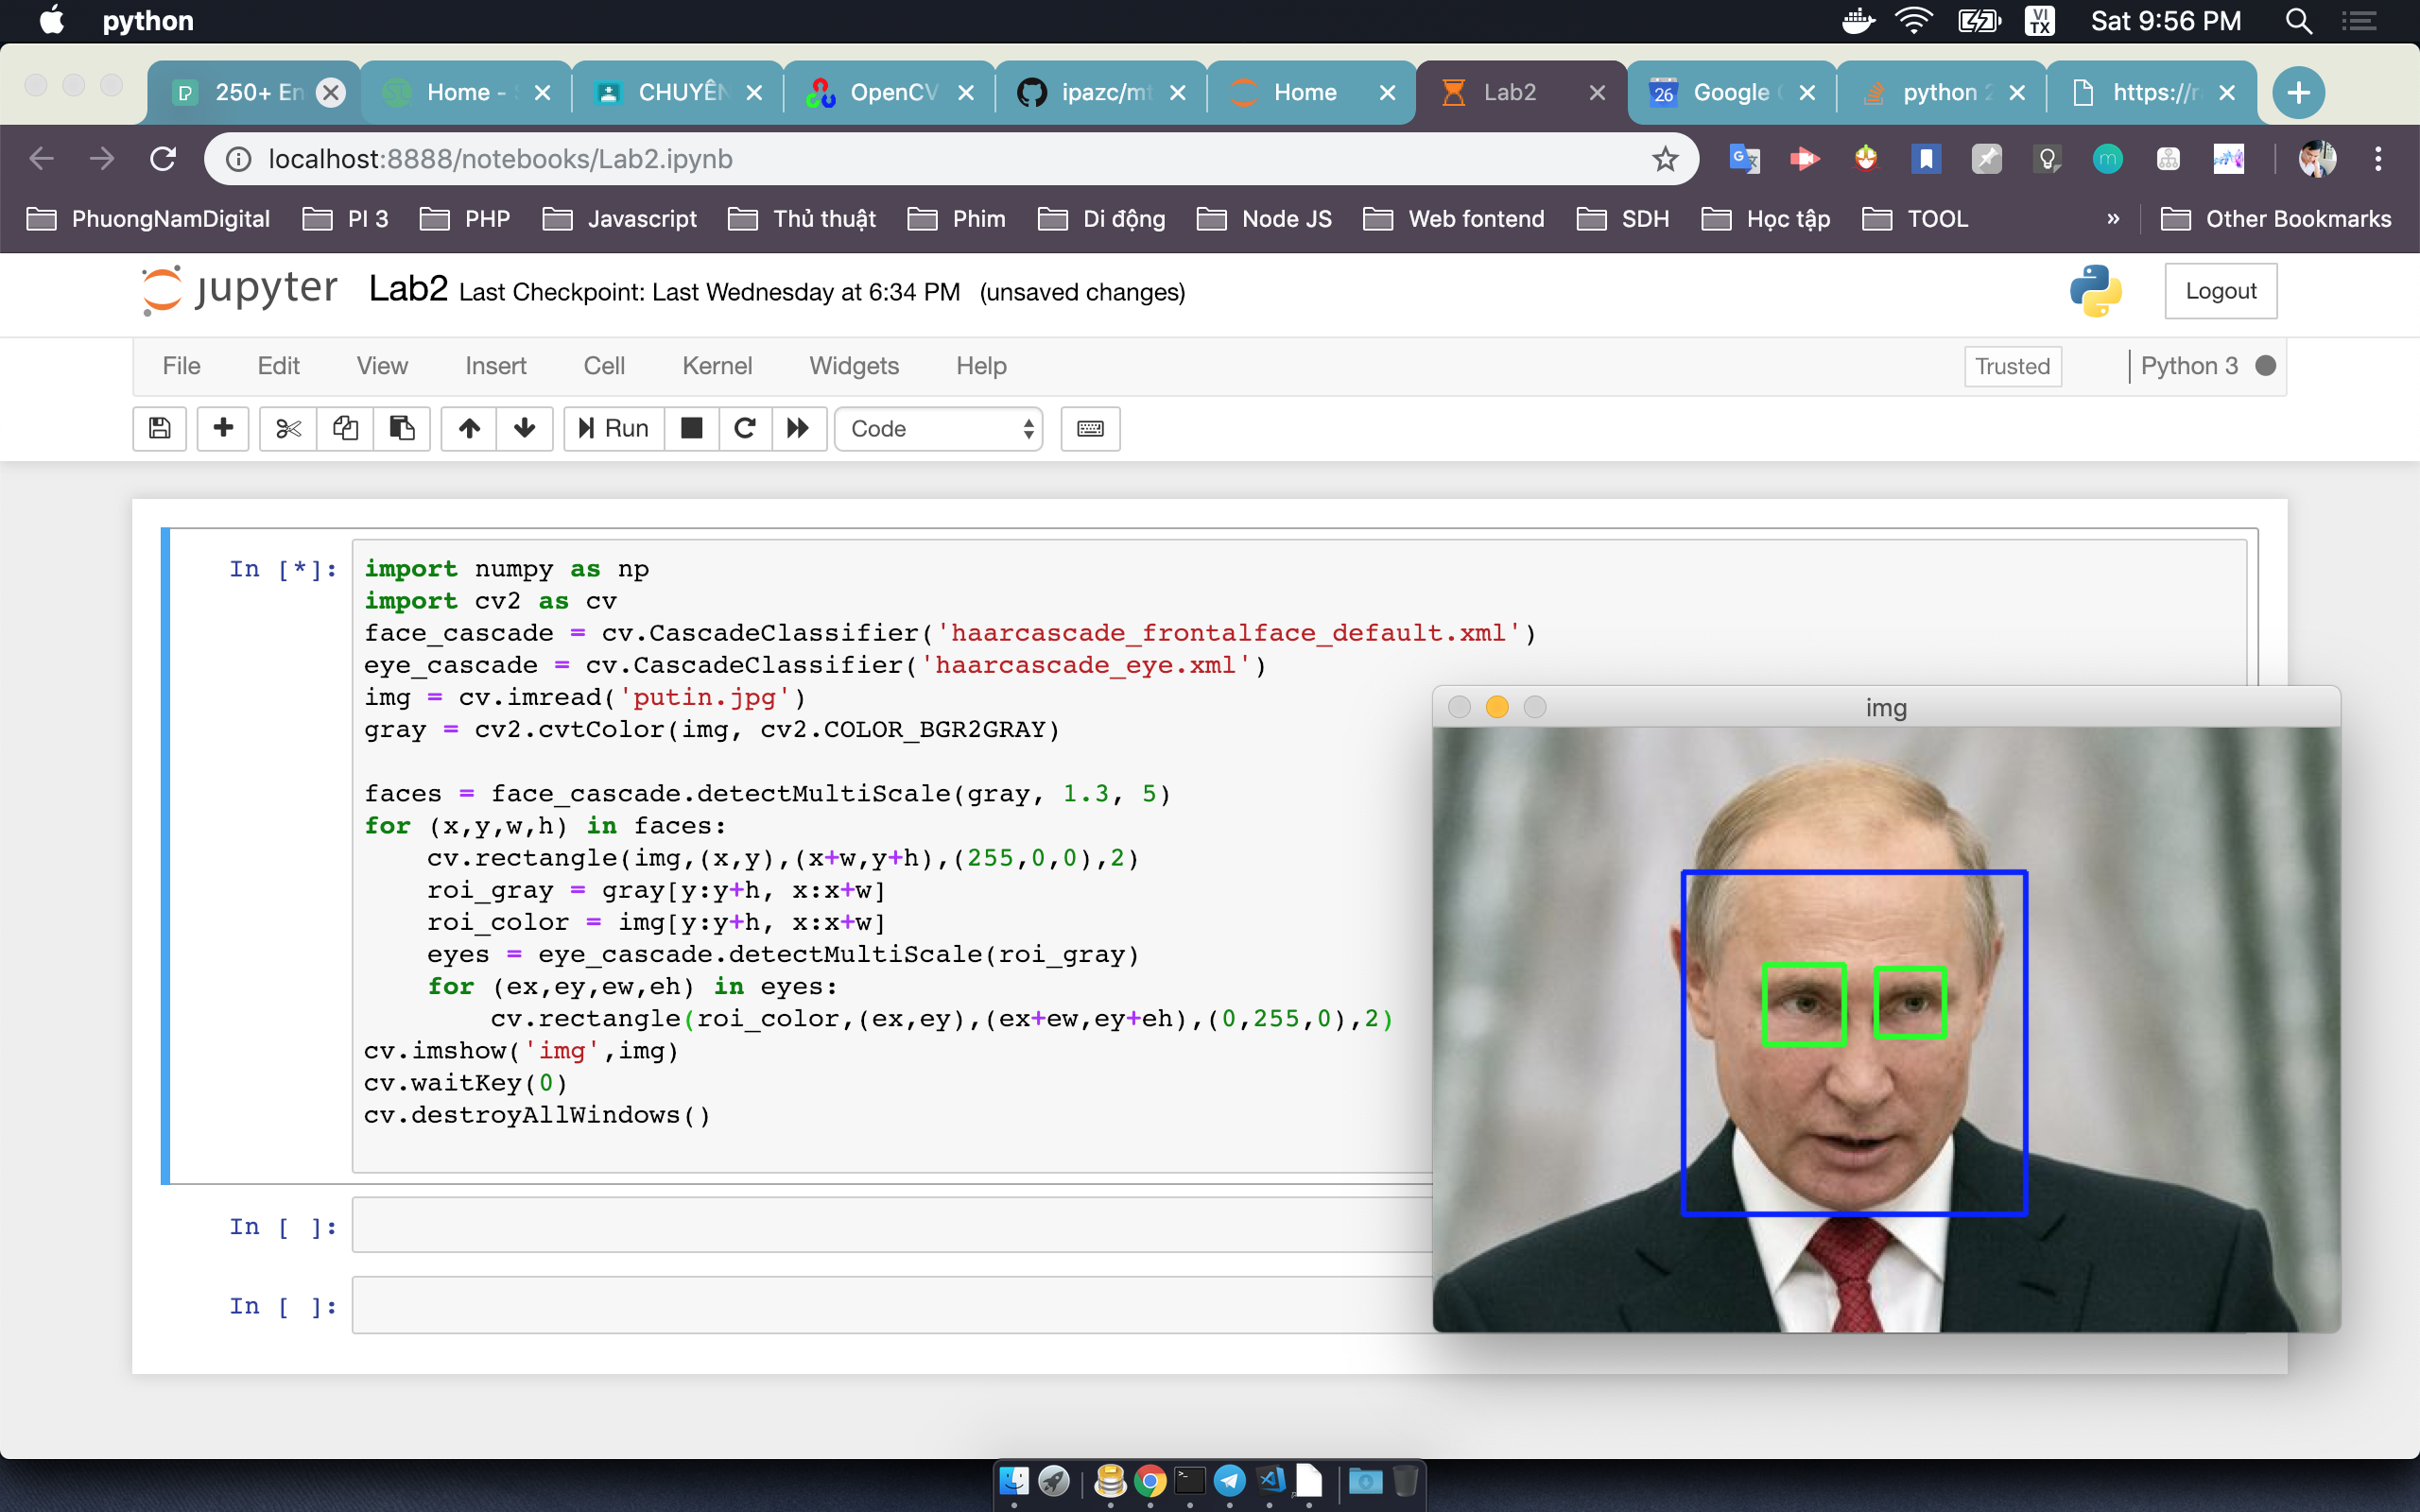 python
VI
TX
Sat 9:56 PM
250+ En
Home -
CHUYÊN
OpenCV
ipazc/mt
Home
Lab2
26
Google
python 2
https://r
localhost:8888/notebooks/Lab2.ipynb
PhuongNamDigital
PI 3
PHP
Javascript
Thủ thuật
Phim
Di động
Node JS
Web fontend
SDH
Học tập
TOOL
»
Other Bookmarks
jupyter Lab2 Last Checkpoint: Last Wednesday at 6:34 PM (unsaved changes)
Logout
File Edit View Insert Cell Kernel Widgets Help
Trusted
Python 3
Run
Code
In [*]:
import numpy as np
import cv2 as cv
face_cascade = cv.CascadeClassifier('haarcascade_frontalface_default.xml')
eye_cascade = cv.CascadeClassifier('haarcascade_eye.xml')
img = cv.imread('putin.jpg')
gray = cv2.cvtColor(img, cv2.COLOR_BGR2GRAY)
faces = face_cascade.detectMultiScale(gray, 1.3, 5)
for (x,y,w,h) in faces:
    cv.rectangle(img,(x,y),(x+w,y+h),(255,0,0),2)
    roi_gray = gray[y:y+h, x:x+w]
    roi_color = img[y:y+h, x:x+w]
    eyes = eye_cascade.detectMultiScale(roi_gray)
    for (ex,ey,ew,eh) in eyes:
        cv.rectangle(roi_color,(ex,ey),(ex+ew,ey+eh),(0,255,0),2)
cv.imshow('img',img)
cv.waitKey(0)
cv.destroyAllWindows()
In [ ]:
In [ ]:
img